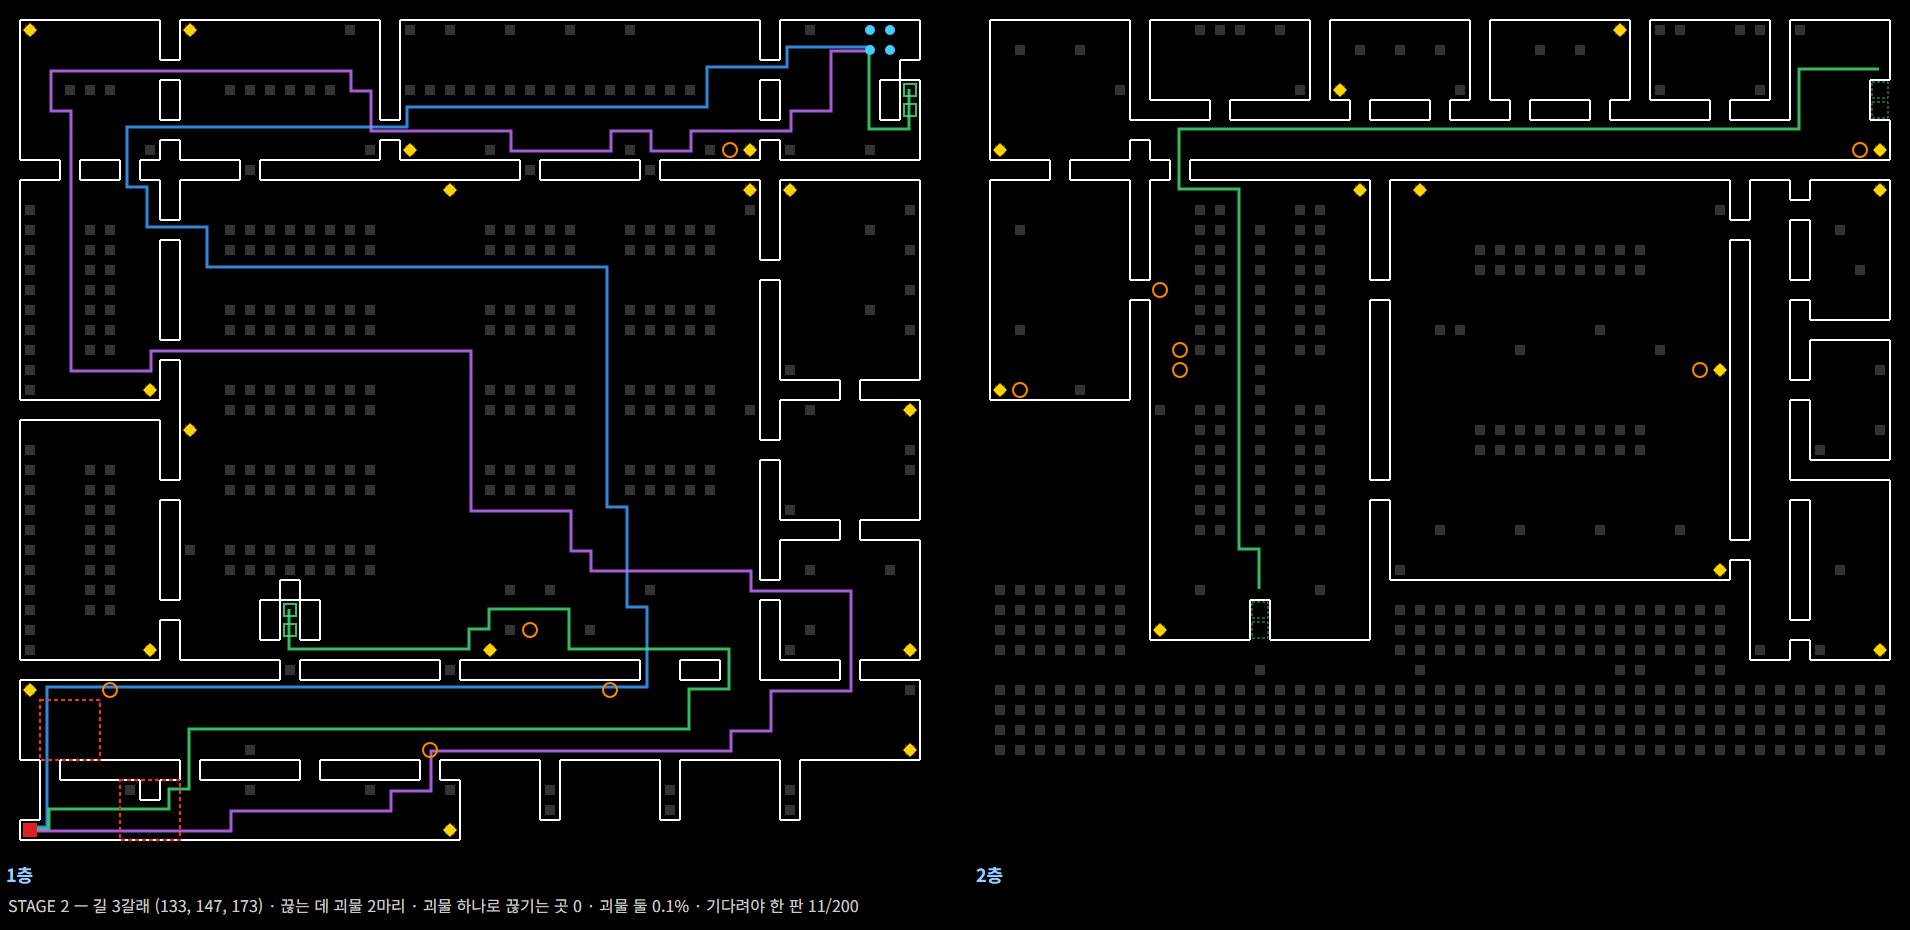 1층
2층
STAGE 2 — 길 3갈래 (133, 147, 173) · 끊는 데 괴물 2마리 · 괴물 하나로 끊기는 곳 0 · 괴물 둘 0.1% · 기다려야 한 판 11/200